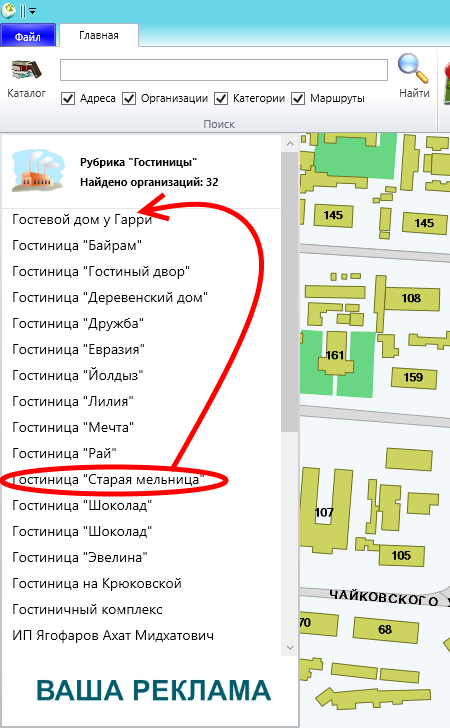 Файл
Главная
Каталог
Адреса
Организации
Категории
Маршруты
Найти
Поиск
Рубрика "Гостиницы"
Найдено организаций: 32
Гостевой дом у Гарри
Гостиница "Байрам"
Гостиница "Гостиный двор"
Гостиница "Деревенский дом"
Гостиница "Дружба"
Гостиница "Евразия"
Гостиница "Йолдыз"
Гостиница "Лилия"
Гостиница "Мечта"
Гостиница "Рай"
Гостиница "Старая мельница"
Гостиница "Шоколад"
Гостиница "Шоколад"
Гостиница "Эвелина"
Гостиница на Крюковской
Гостиничный комплекс
ИП Ягофаров Ахат Мидхатович
ВАША РЕКЛАМА
145
145
108
161
159
107
105
ЧАЙКОВСКОГО
70
68